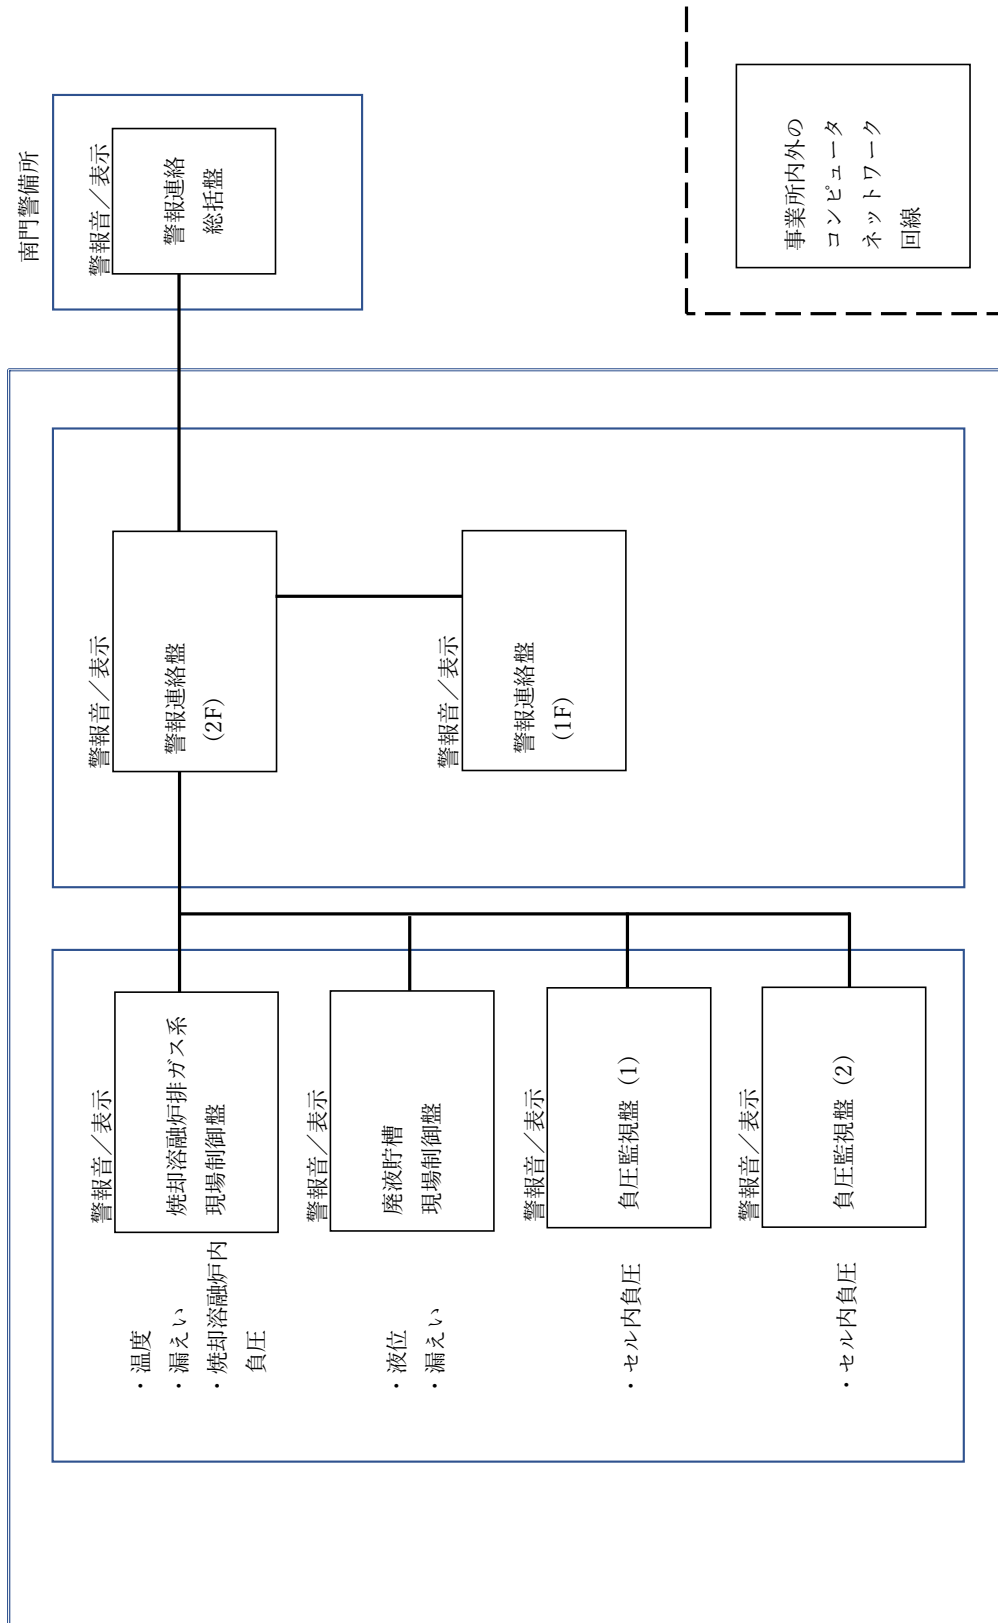 ・温度
・漏えい
・焼却溶融炉内
負圧
警報音／表示
焼却溶融炉排ガス系
現場制御盤
・液位
・漏えい
警報音／表示
廃液貯槽
現場制御盤
・セル内負圧
警報音／表示
負圧監視盤（1）
・セル内負圧
警報音／表示
負圧監視盤（2）
警報音／表示
警報連絡盤
（2F）
警報音／表示
警報連絡盤
（1F）
南門警備所
警報音／表示
警報連絡
総括盤
事業所内外の
コンピュータ
ネットワーク
回線